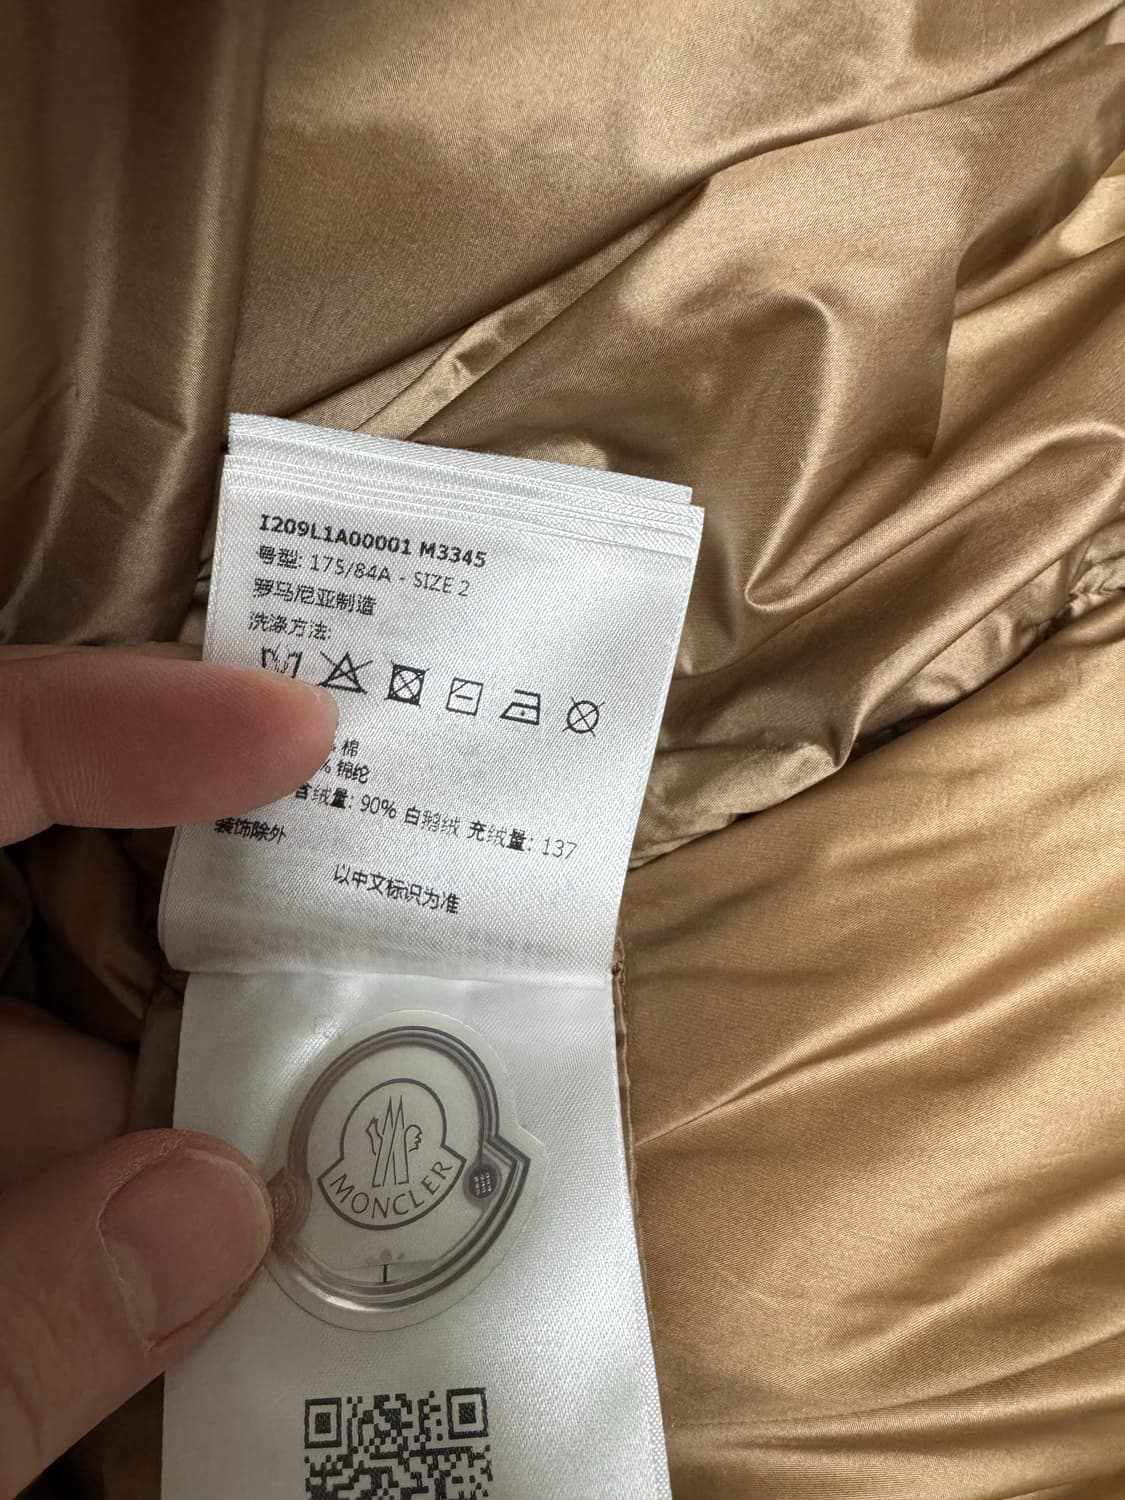 I209L1A00001 M3345
号型: 175/84A - SIZE 2
罗马尼亚制造
洗涤方法:
棉
% 锦纶
含绒量: 90% 白鹅绒 充绒量: 137
装饰除外
以中文标识为准
MONCLER